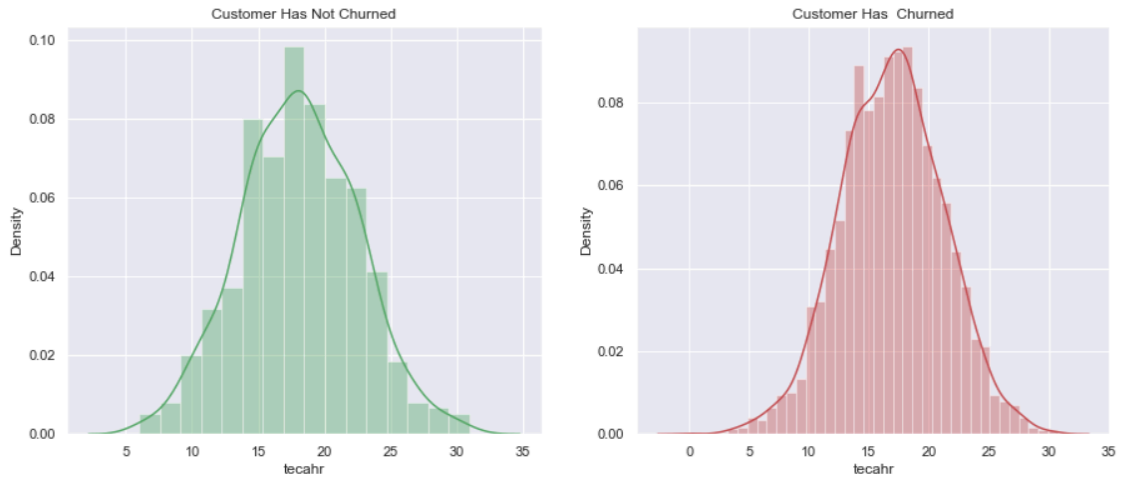 Customer Has Not Churned
0.10
0.08
0.06
0.04
0.02
0.00
Density
5 10 15 20 25 30 35
tecahr
Customer Has  Churned
0.08
0.06
0.04
0.02
0.00
Density
0 5 10 15 20 25 30 35
tecahr